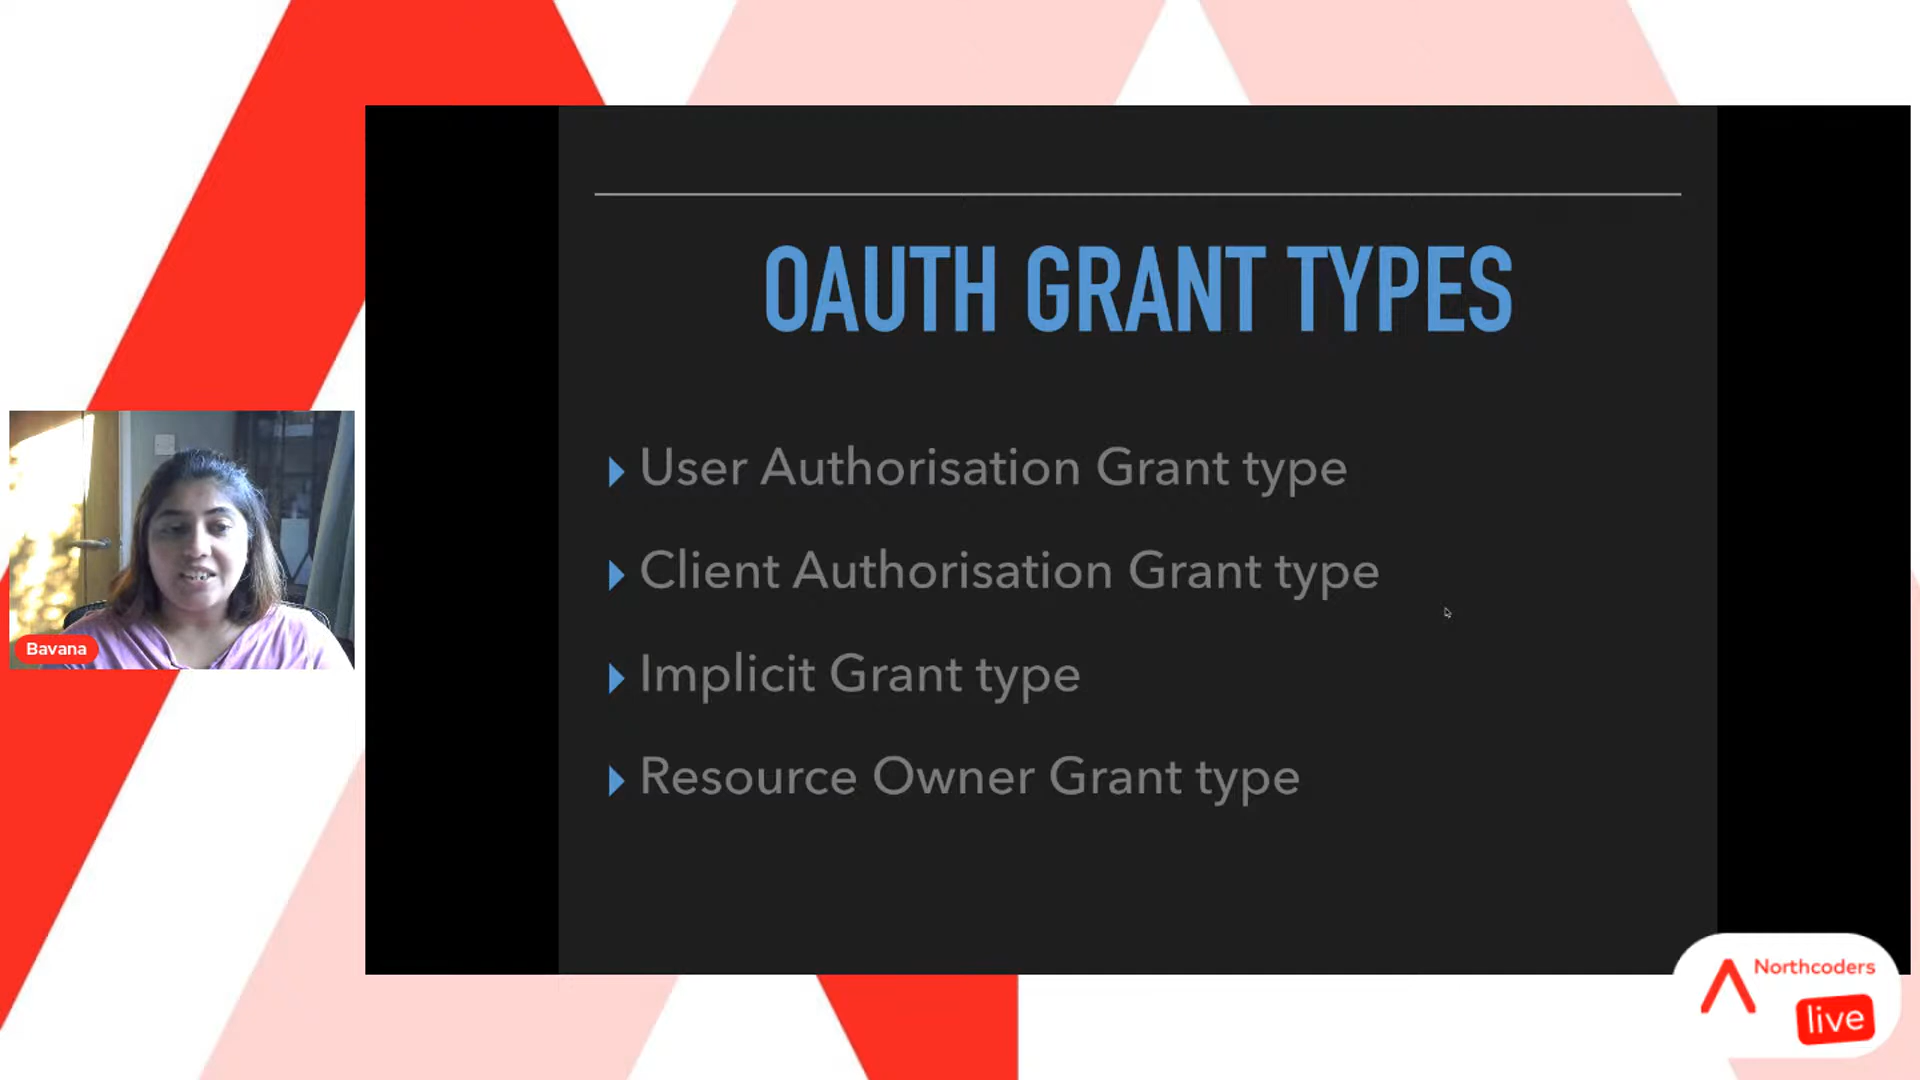 OAUTH GRANT TYPES
User Authorisation Grant type
Client Authorisation Grant type
Implicit Grant type
Resource Owner Grant type
Bavana
Northcoders
live